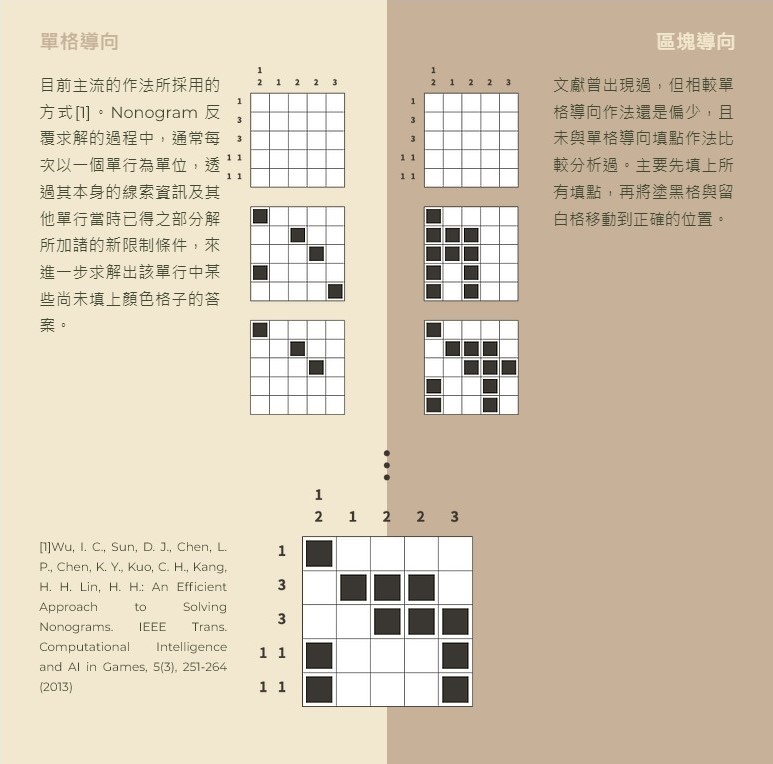 單格導向
目前主流的作法所採用的
方式[1]。Nonogram 反
覆求解的過程中，通常每
次以一個單行為單位，透
過其本身的線索資訊及其
他單行當時已得之部分解
所加諸的新限制條件，來
進一步求解出該單行中某
些尚未填上顏色格子的答
案。
1
2 1 2 2 3
1
3
3
1 1
1 1
區塊導向
1
2 1 2 2 3
1
3
3
1 1
1 1
文獻曾出現過，但相較單
格導向作法還是偏少，且
未與單格導向填點作法比
較分析過。主要先填上所
有填點，再將塗黑格與留
白格移動到正確的位置。
1
2 1 2 2 3
1
3
3
1 1
1 1
[1]Wu, I. C., Sun, D. J., Chen, L.
P., Chen, K. Y., Kuo, C. H., Kang,
H. H. Lin, H. H.: An Efficient
Approach to Solving
Nonograms. IEEE Trans.
Computational Intelligence
and AI in Games, 5(3), 251-264
(2013)